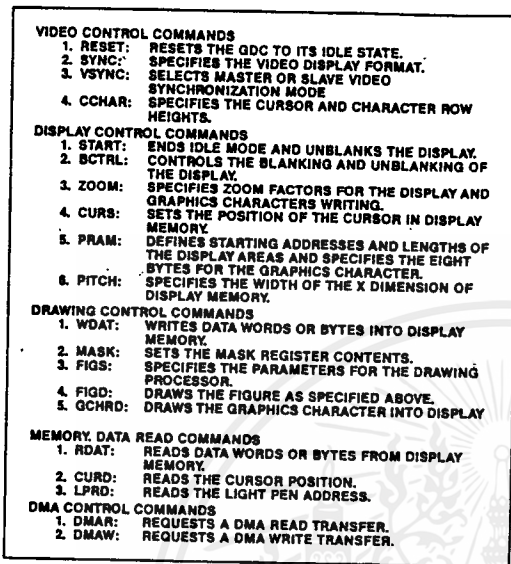 VIDEO CONTROL COMMANDS
1. RESET: RESETS THE GDC TO ITS IDLE STATE.
2. SYNC: SPECIFIES THE VIDEO DISPLAY FORMAT.
3. VSYNC: SELECTS MASTER OR SLAVE VIDEO
SYNCHRONIZATION MODE
4. CCHAR: SPECIFIES THE CURSOR AND CHARACTER ROW
HEIGHTS.
DISPLAY CONTROL COMMANDS
1. START: ENDS IDLE MODE AND UNBLANKS THE DISPLAY.
2. BCTRL: CONTROLS THE BLANKING AND UNBLANKING OF
THE DISPLAY.
3. ZOOM: SPECIFIES ZOOM FACTORS FOR THE DISPLAY AND
GRAPHICS CHARACTERS WRITING.
4. CURS: SETS THE POSITION OF THE CURSOR IN DISPLAY
MEMORY.
5. PRAM: DEFINES STARTING ADDRESSES AND LENGTHS OF
THE DISPLAY AREAS AND SPECIFIES THE EIGHT
BYTES FOR THE GRAPHICS CHARACTER.
6. PITCH: SPECIFIES THE WIDTH OF THE X DIMENSION OF
DISPLAY MEMORY.
DRAWING CONTROL COMMANDS
1. WDAT: WRITES DATA WORDS OR BYTES INTO DISPLAY
MEMORY.
2. MASK: SETS THE MASK REGISTER CONTENTS.
3. FIGS: SPECIFIES THE PARAMETERS FOR THE DRAWING
PROCESSOR.
4. FIGD: DRAWS THE FIGURE AS SPECIFIED ABOVE.
5. GCHRD: DRAWS THE GRAPHICS CHARACTER INTO DISPLAY
MEMORY. DATA READ COMMANDS
1. RDAT: READS DATA WORDS OR BYTES FROM DISPLAY
MEMORY.
2. CURD: READS THE CURSOR POSITION.
3. LPRD: READS THE LIGHT PEN ADDRESS.
DMA CONTROL COMMANDS
1. DMAR: REQUESTS A DMA READ TRANSFER.
2. DMAW: REQUESTS A DMA WRITE TRANSFER.